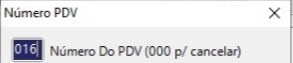 Número PDV
016 Número Do PDV (000 p/ cancelar)